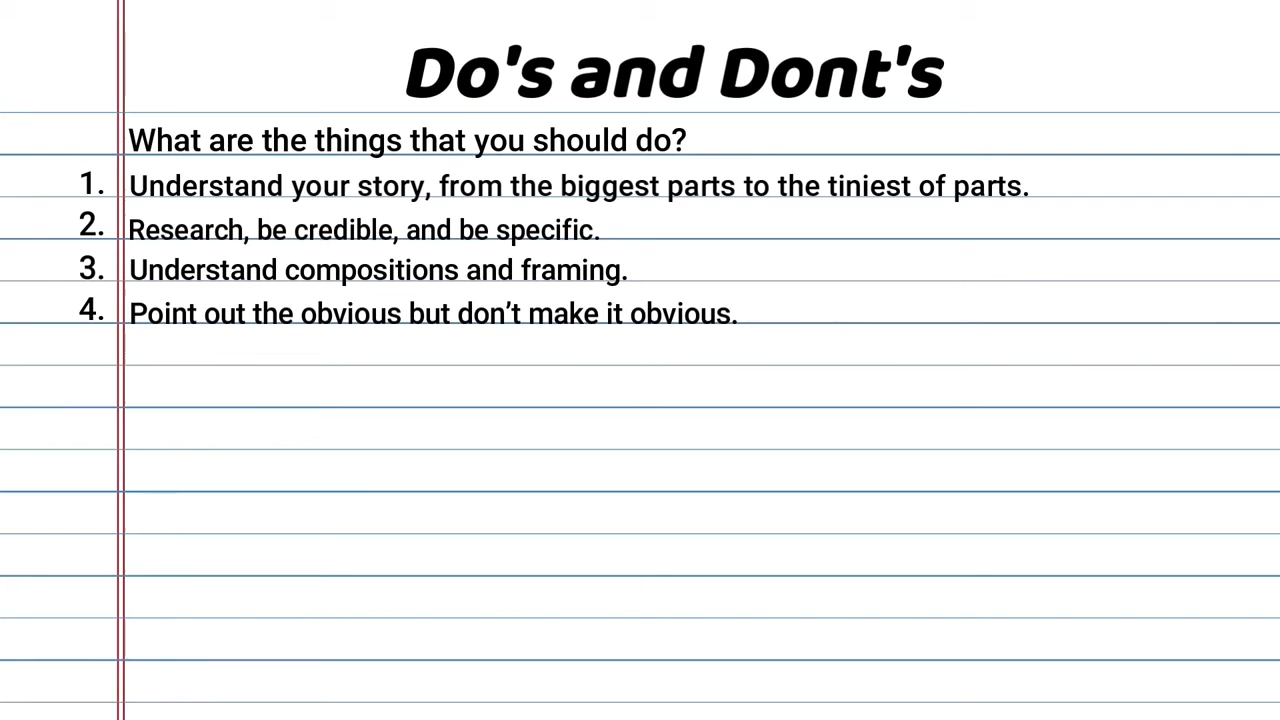 Do's and Dont's
What are the things that you should do?
1. Understand your story, from the biggest parts to the tiniest of parts.
2. Research, be credible, and be specific.
3. Understand compositions and framing.
4. Point out the obvious but don’t make it obvious.